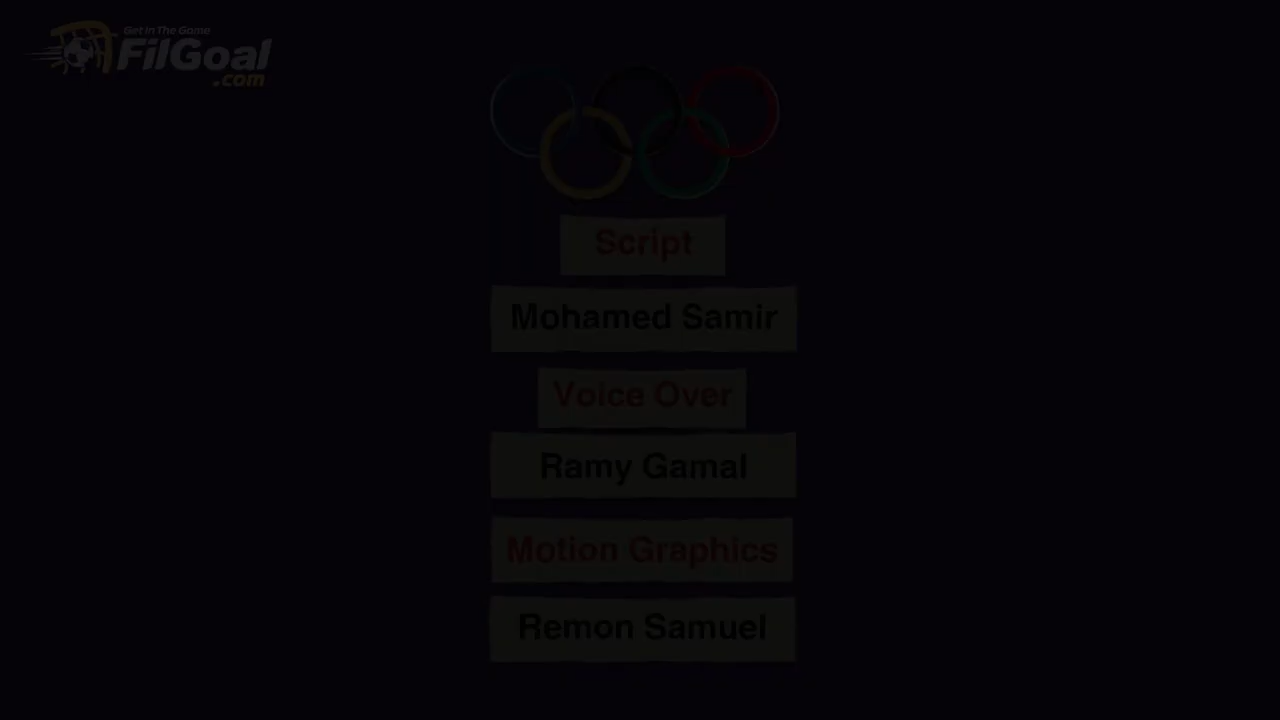 Get In The Game
FilGoal
.com
Script
Mohamed Samir
Voice Over
Ramy Gamal
Motion Graphics
Remon Samuel